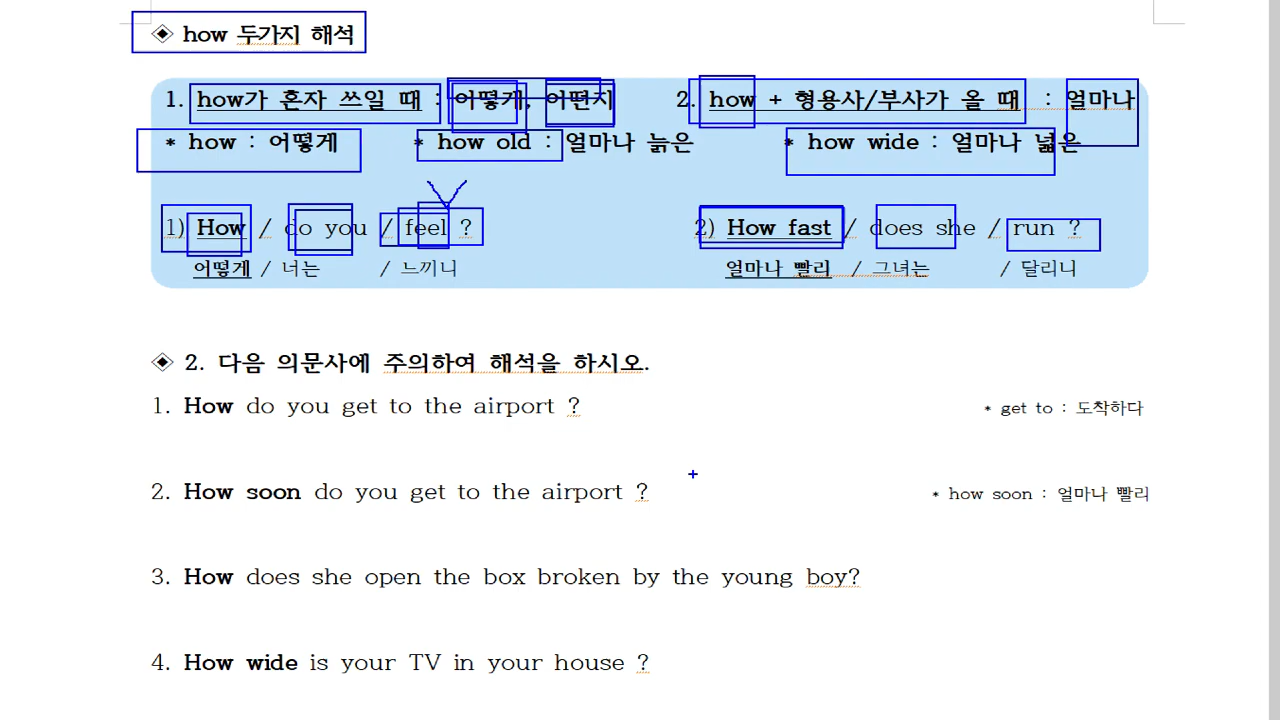 ◈ how 두가지 해석
1. how가 혼자 쓰일 때 : 어떻게, 어떤지 2. how + 형용사/부사가 올 때 : 얼마나
* how : 어떻게 * how old : 얼마나 늙은 * how wide : 얼마나 넓은
1) How / do you / feel ? 2) How fast / does she / run ?
어떻게 / 너는 / 느끼니 얼마나 빨리 / 그녀는 / 달리니
◈ 2. 다음 의문사에 주의하여 해석을 하시오.
1. How do you get to the airport ? * get to : 도착하다
2. How soon do you get to the airport ? * how soon : 얼마나 빨리
3. How does she open the box broken by the young boy?
4. How wide is your TV in your house ?